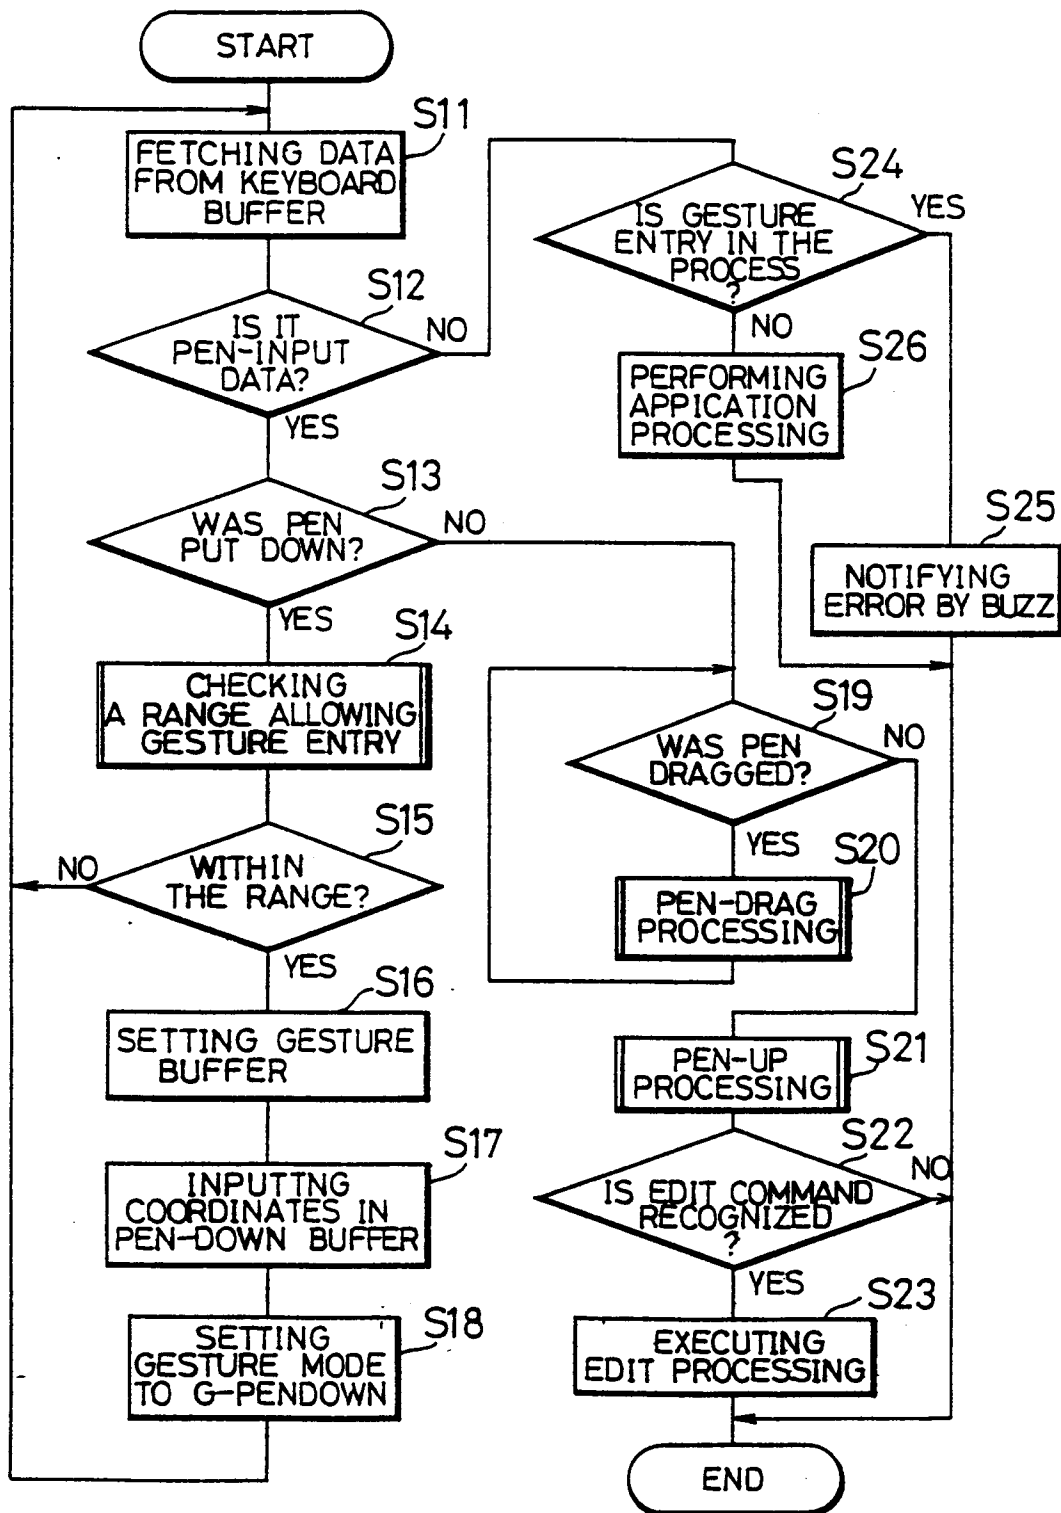 START
S11
FETCHING DATA
FROM KEYBOARD
BUFFER
S12
IS IT
PEN-INPUT
DATA?
NO
YES
S13
WAS PEN
PUT DOWN?
NO
YES
S14
CHECKING
A RANGE ALLOWING
GESTURE ENTRY
S15
WITHIN
THE RANGE?
NO
YES
S16
SETTING GESTURE
BUFFER
S17
INPUTTNG
COORDINATES IN
PEN-DOWN BUFFER
S18
SETTING
GESTURE MODE
TO G-PENDOWN
S24
IS GESTURE
ENTRY IN THE
PROCESS
?
YES
NO
S26
PERFORMING
APPICATION
PROCESSING
S25
NOTIFYING
ERROR BY BUZZ
S19
WAS PEN
DRAGGED?
NO
YES
S20
PEN-DRAG
PROCESSING
S21
PEN-UP
PROCESSING
S22
IS EDIT COMMAND
RECOGNIZED
?
NO
YES
S23
EXECUTING
EDIT PROCESSING
END